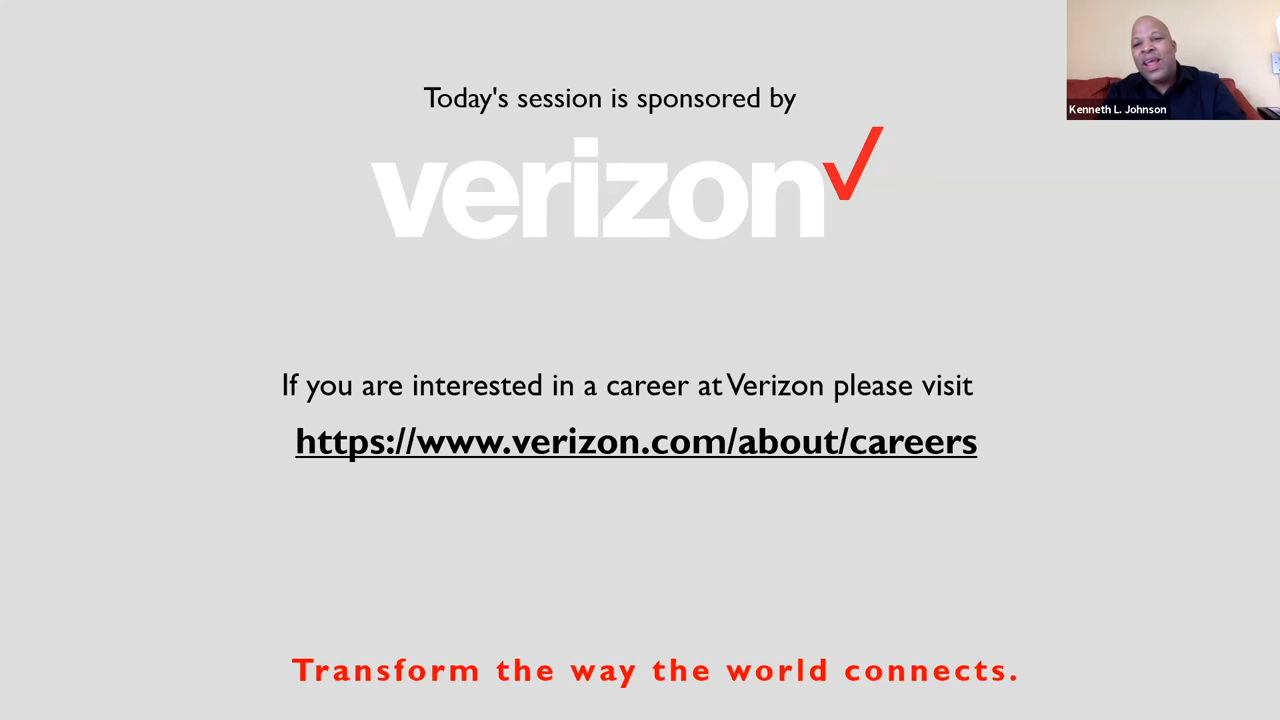 Today's session is sponsored by
verizon✓
If you are interested in a career at Verizon please visit
https://www.verizon.com/about/careers
Transform the way the world connects.
Kenneth L. Johnson